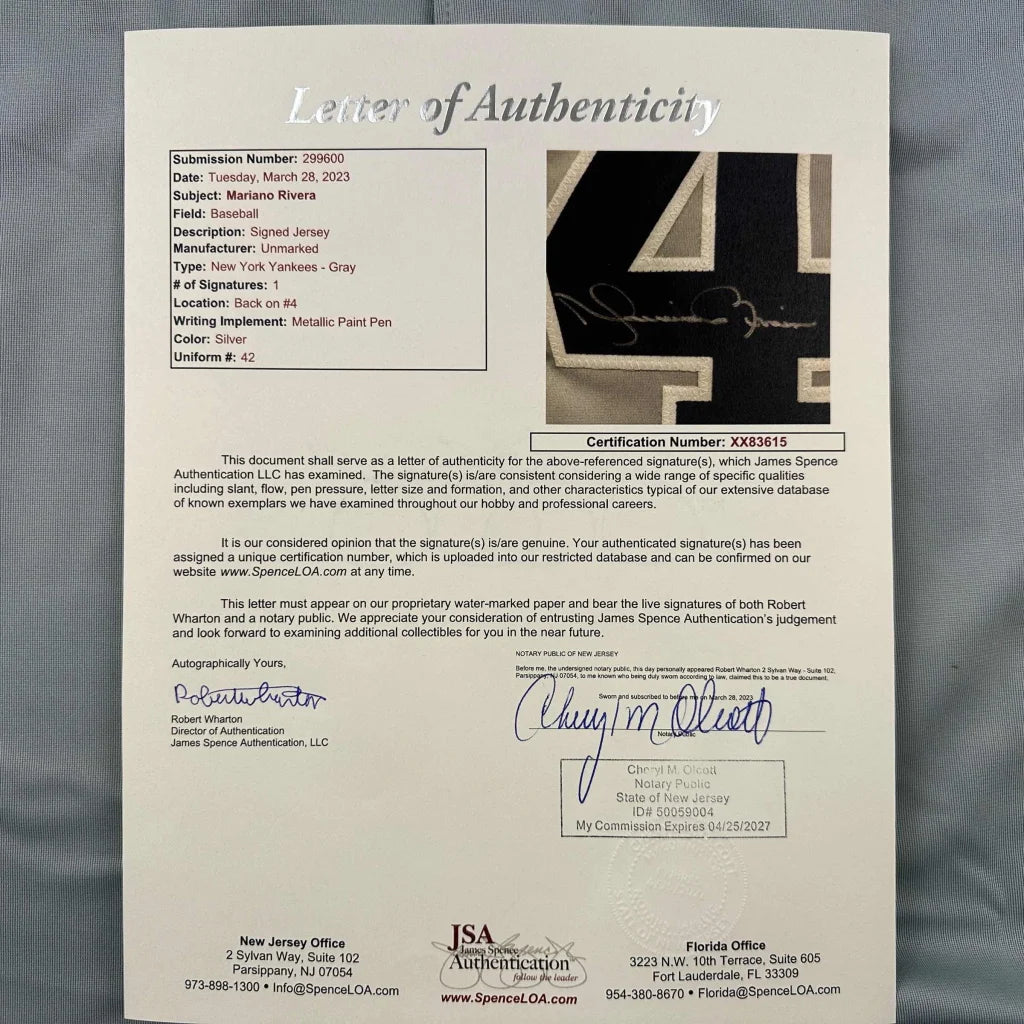 Letter of Authenticity
Submission Number: 299600
Date: Tuesday, March 28, 2023
Subject: Mariano Rivera
Field: Baseball
Description: Signed Jersey
Manufacturer: Unmarked
Type: New York Yankees - Gray
# of Signatures: 1
Location: Back on #4
Writing Implement: Metallic Paint Pen
Color: Silver
Uniform #: 42
4
Mariano Rivera
Certification Number: XX83615
This document shall serve as a letter of authenticity for the above-referenced signature(s), which James Spence
Authentication LLC has examined. The signature(s) is/are consistent considering a wide range of specific qualities
including slant, flow, pen pressure, letter size and formation, and other characteristics typical of our extensive database
of known exemplars we have examined throughout our hobby and professional careers.
It is our considered opinion that the signature(s) is/are genuine. Your authenticated signature(s) has been
assigned a unique certification number, which is uploaded into our restricted database and can be confirmed on our
website www.SpenceLOA.com at any time.
This letter must appear on our proprietary water-marked paper and bear the live signatures of both Robert
Wharton and a notary public. We appreciate your consideration of entrusting James Spence Authentication's judgement
and look forward to examining additional collectibles for you in the near future.
Autographically Yours,
Robert Wharton
Robert Wharton
Director of Authentication
James Spence Authentication, LLC
NOTARY PUBLIC OF NEW JERSEY
Before me, the undersigned notary public, this day personally appeared Robert Wharton 2 Sylvan Way - Suite 102,
Parsippany, NJ 07054, to me known who being duly sworn according to law, claimed this to be a true document.
Sworn and subscribed to before me on March 28, 2023
Cheryl M Olcott
Notary Public
Cheryl M. Olcott
Notary Public
State of New Jersey
ID# 50059004
My Commission Expires 04/25/2027
New Jersey Office
2 Sylvan Way, Suite 102
Parsippany, NJ 07054
973-898-1300 • Info@SpenceLOA.com
JSA
James Spence
Authentication
follow the leader
www.SpenceLOA.com
Florida Office
3223 N.W. 10th Terrace, Suite 605
Fort Lauderdale, FL 33309
954-380-8670 • Florida@SpenceLOA.com